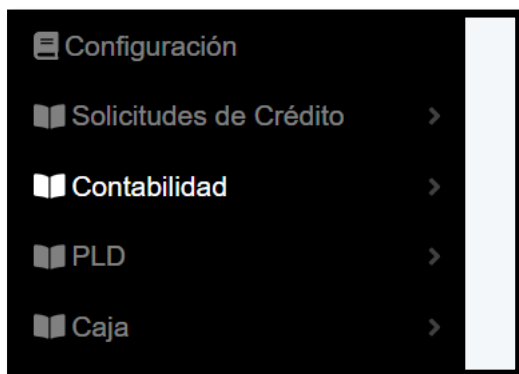 Configuración
Solicitudes de Crédito
Contabilidad
PLD
Caja